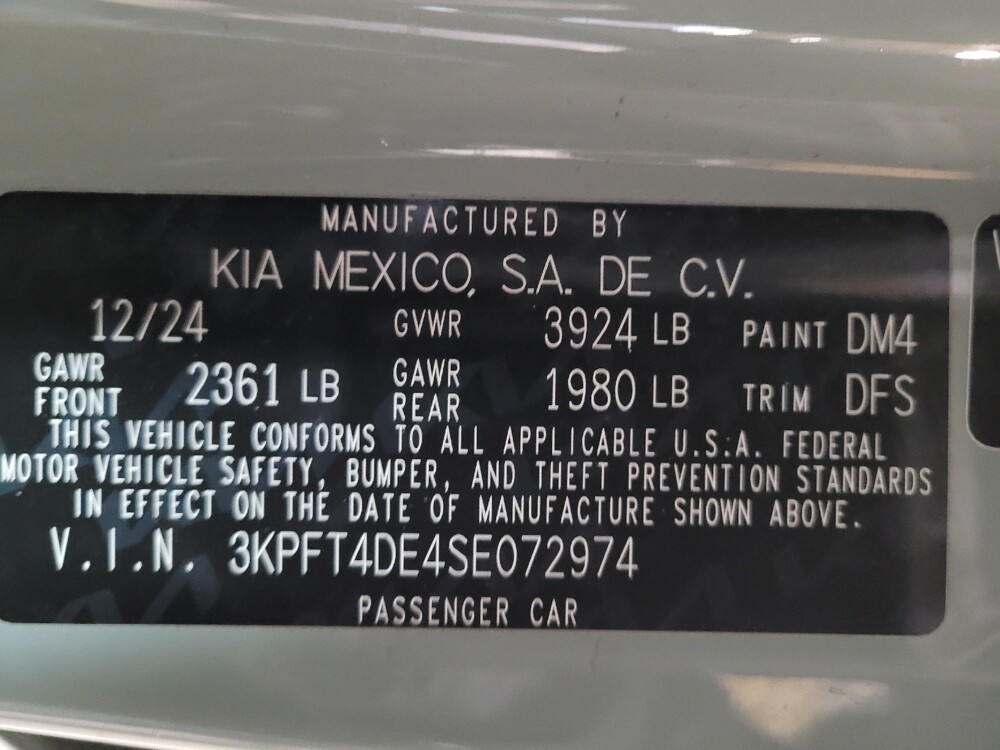 MANUFACTURED BY
KIA MEXICO, S.A. DE C.V.
12/24 GVWR 3924 LB PAINT DM4
GAWR FRONT 2361 LB GAWR REAR 1980 LB TRIM DFS
THIS VEHICLE CONFORMS TO ALL APPLICABLE U.S.A. FEDERAL
MOTOR VEHICLE SAFETY, BUMPER, AND THEFT PREVENTION STANDARDS
IN EFFECT ON THE DATE OF MANUFACTURE SHOWN ABOVE.
V.I.N. 3KPFT4DE4SE072974
PASSENGER CAR